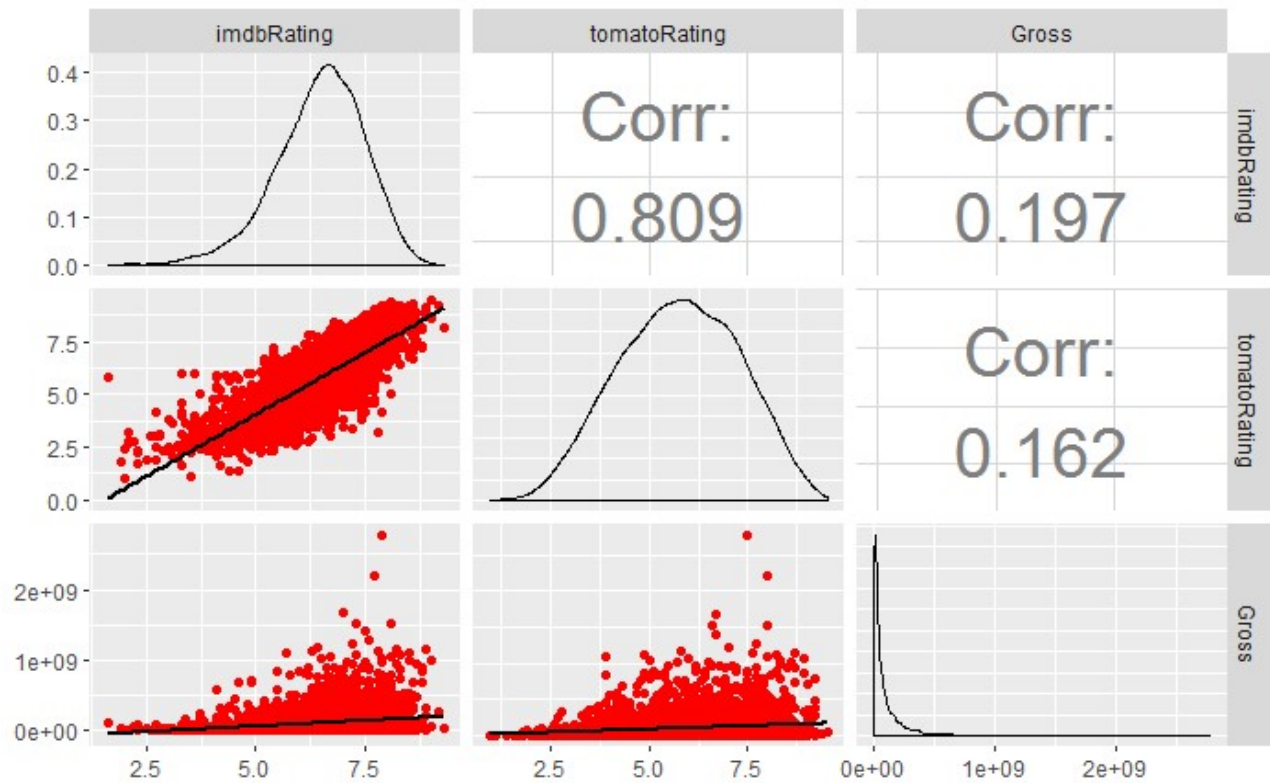 imdbRating
tomatoRating
Gross
0.4
0.3
0.2
0.1
0.0
Corr:
0.809
Corr:
0.197
imdbRating
7.5
5.0
2.5
0.0
Corr:
0.162
tomatoRating
2e+09
1e+09
0e+00
Gross
2.5 5.0 7.5
2.5 5.0 7.5
0e+00 1e+09 2e+09